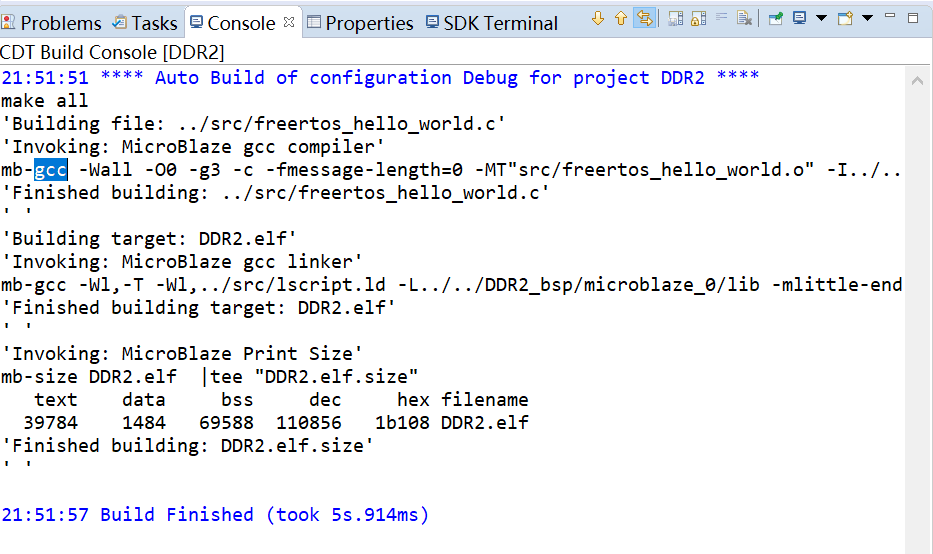 Problems Tasks Console Properties SDK Terminal
CDT Build Console [DDR2]
21:51:51 **** Auto Build of configuration Debug for project DDR2 ****
make all
'Building file: ../src/freertos_hello_world.c'
'Invoking: MicroBlaze gcc compiler'
mb-gcc -Wall -O0 -g3 -c -fmessage-length=0 -MT"src/freertos_hello_world.o" -I../..
'Finished building: ../src/freertos_hello_world.c'
' '
'Building target: DDR2.elf'
'Invoking: MicroBlaze gcc linker'
mb-gcc -Wl,-T -Wl,../src/lscript.ld -L../../DDR2_bsp/microblaze_0/lib -mlittle-end
'Finished building target: DDR2.elf'
' '
'Invoking: MicroBlaze Print Size'
mb-size DDR2.elf  |tee "DDR2.elf.size"
   text    data     bss     dec     hex filename
  39784    1484   69588  110856   1b108 DDR2.elf
'Finished building: DDR2.elf.size'
' '
21:51:57 Build Finished (took 5s.914ms)